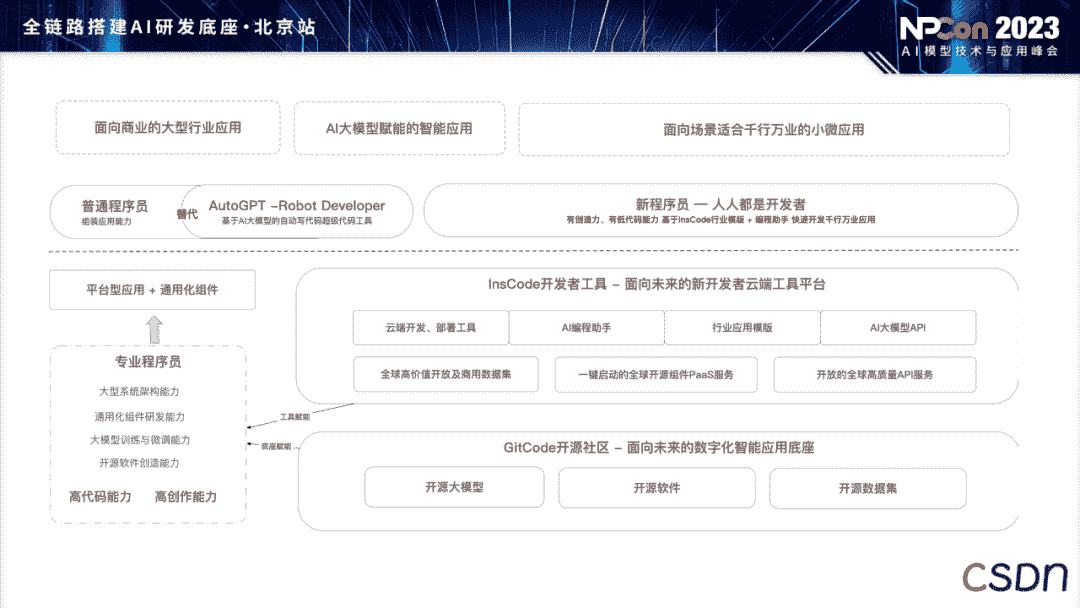 全链路搭建AI研发底座·北京站
NPCon 2023
AI模型技术与应用峰会
面向商业的大型行业应用
AI大模型赋能的智能应用
面向场景适合千行万业的小微应用
普通程序员
组装应用能力
替代
AutoGPT -Robot Developer
基于AI大模型的自动写代码超级代码工具
新程序员 — 人人都是开发者
有创造力、有低代码能力 基于InsCode行业模版 + 编程助手 快速开发千行万业应用
平台型应用 + 通用化组件
专业程序员
大型系统架构能力
通用化组件研发能力
大模型训练与微调能力
开源软件创造能力
高代码能力 高创作能力
工具赋能
底座赋能
InsCode开发者工具 – 面向未来的新开发者云端工具平台
云端开发、部署工具
AI编程助手
行业应用模版
AI大模型API
全球高价值开放及商用数据集
一键启动的全球开源组件PaaS服务
开放的全球高质量API服务
GitCode开源社区 – 面向未来的数字化智能应用底座
开源大模型
开源软件
开源数据集
CSDN